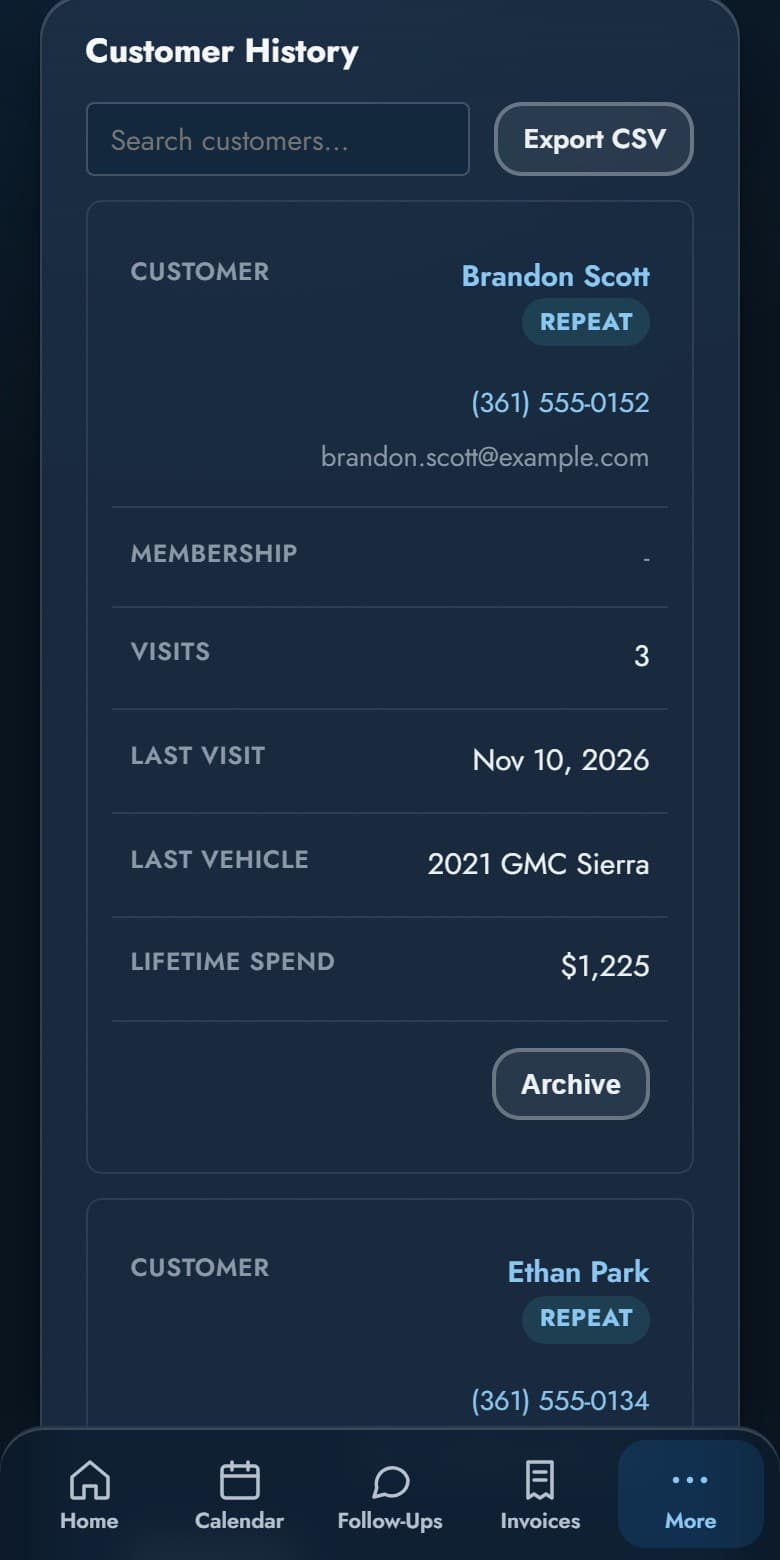 Customer History
Search customers...
Export CSV
CUSTOMER
Brandon Scott
REPEAT
(361) 555-0152
brandon.scott@example.com
MEMBERSHIP
-
VISITS
3
LAST VISIT
Nov 10, 2026
LAST VEHICLE
2021 GMC Sierra
LIFETIME SPEND
$1,225
Archive
CUSTOMER
Ethan Park
REPEAT
(361) 555-0134
Home
Calendar
Follow-Ups
Invoices
More